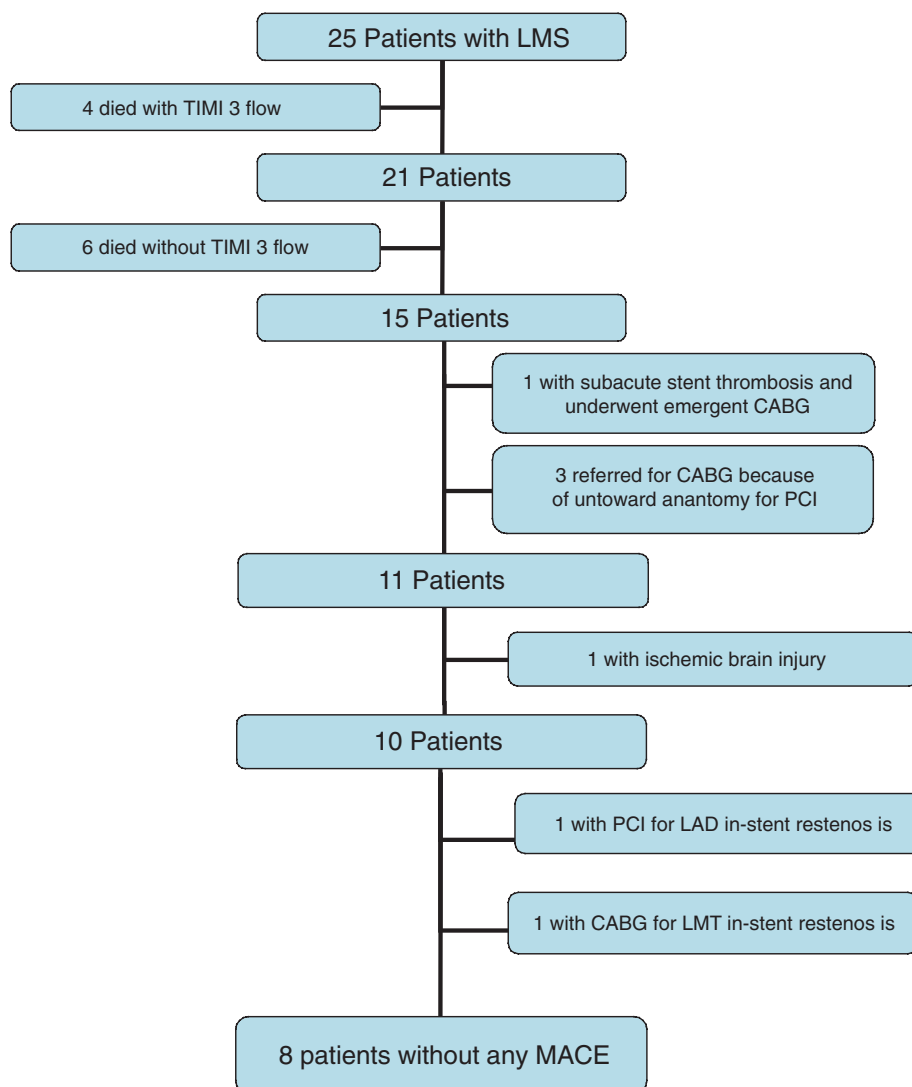 25 Patients with LMS
4 died with TIMI 3 flow
21 Patients
6 died without TIMI 3 flow
15 Patients
1 with subacute stent thrombosis and
underwent emergent CABG
3 referred for CABG because
of untoward anantomy for PCI
11 Patients
1 with ischemic brain injury
10 Patients
1 with PCI for LAD in-stent restenos is
1 with CABG for LMT in-stent restenos is
8 patients without any MACE